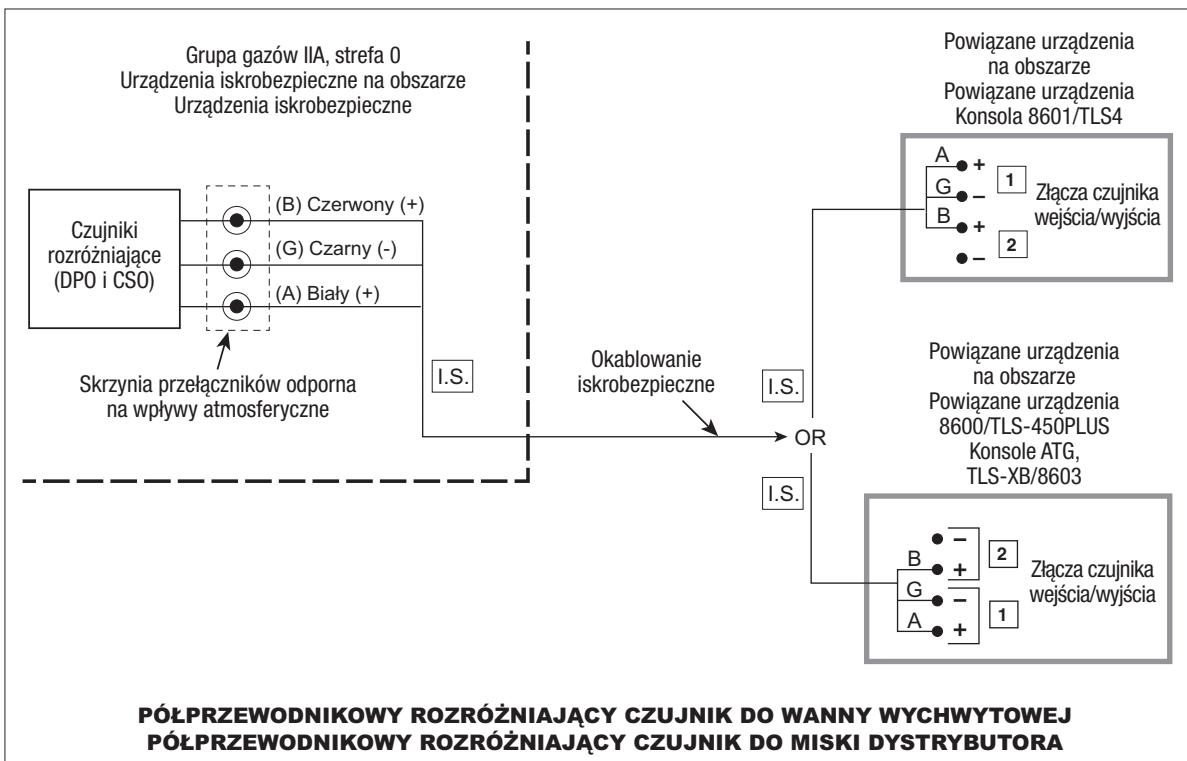 Grupa gazów IIA, strefa 0
Urządzenia iskrobezpieczne na obszarze
Urządzenia iskrobezpieczne
Czujniki
rozróżniające
(DPO i CSO)
(B) Czerwony (+)
(G) Czarny (-)
(A) Biały (+)
Skrzynia przełączników odporna
na wpływy atmosferyczne
I.S.
Okablowanie
iskrobezpieczne
I.S.
OR
I.S.
Powiązane urządzenia
na obszarze
Powiązane urządzenia
Konsola 8601/TLS4
A +
G –
B +
–
1
2
Złącza czujnika
wejścia/wyjścia
Powiązane urządzenia
na obszarze
Powiązane urządzenia
8600/TLS-450PLUS
Konsole ATG,
TLS-XB/8603
–
B +
G –
A +
2
1
Złącza czujnika
wejścia/wyjścia
PÓŁPRZEWODNIKOWY ROZRÓŻNIAJĄCY CZUJNIK DO WANNY WYCHWYTOWEJ
PÓŁPRZEWODNIKOWY ROZRÓŻNIAJĄCY CZUJNIK DO MISKI DYSTRYBUTORA